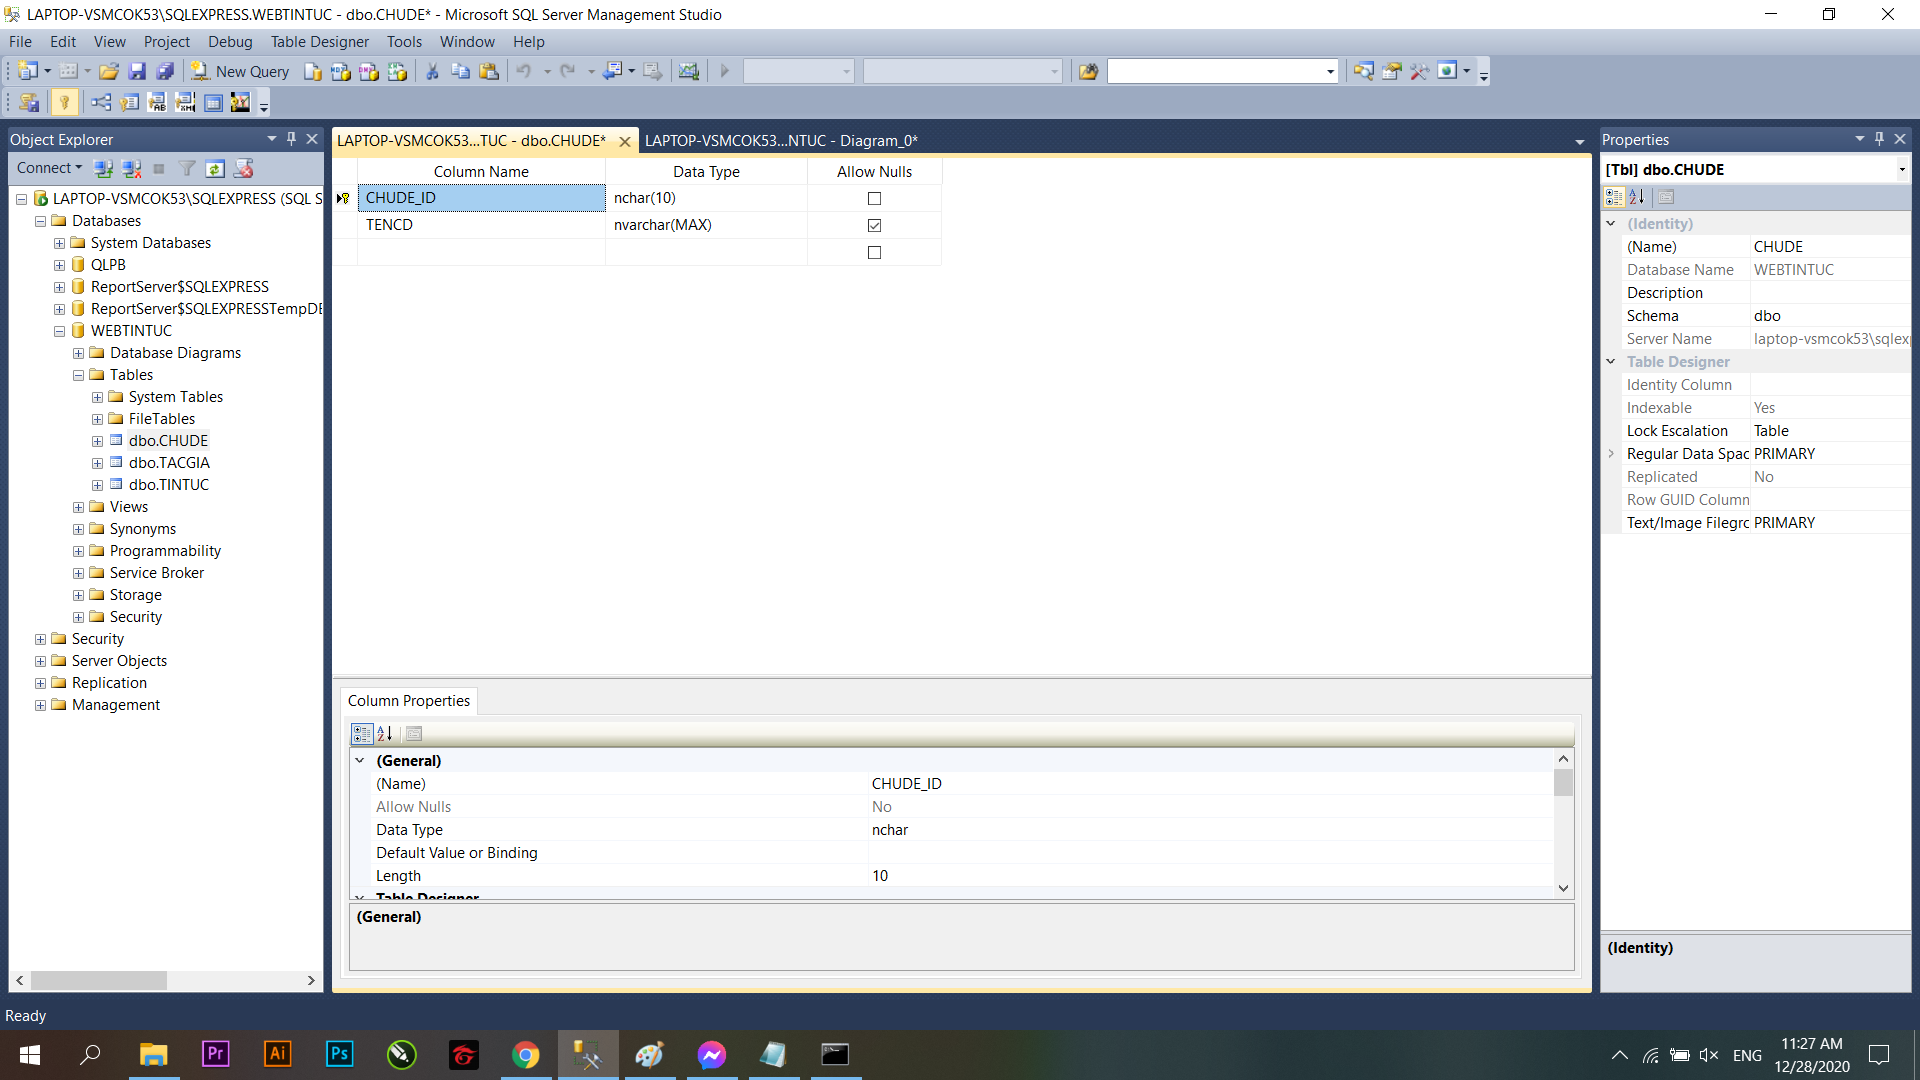 LAPTOP-VSMCOK53\SQLEXPRESS.WEBTINTUC - dbo.CHUDE* - Microsoft SQL Server Management Studio
File Edit View Project Debug Table Designer Tools Window Help
New Query
Object Explorer
Connect
LAPTOP-VSMCOK53\SQLEXPRESS (SQL S
Databases
System Databases
QLPB
ReportServer$SQLEXPRESS
ReportServer$SQLEXPRESSTempDE
WEBTINTUC
Database Diagrams
Tables
System Tables
FileTables
dbo.CHUDE
dbo.TACGIA
dbo.TINTUC
Views
Synonyms
Programmability
Service Broker
Storage
Security
Security
Server Objects
Replication
Management
LAPTOP-VSMCOK53...TUC - dbo.CHUDE* LAPTOP-VSMCOK53...NTUC - Diagram_0*
Column Name Data Type Allow Nulls
CHUDE_ID nchar(10)
TENCD nvarchar(MAX)
Column Properties
(General)
(Name) CHUDE_ID
Allow Nulls No
Data Type nchar
Default Value or Binding
Length 10
Table Designer
(General)
Properties
[Tbl] dbo.CHUDE
(Identity)
(Name) CHUDE
Database Name WEBTINTUC
Description
Schema dbo
Server Name laptop-vsmcok53\sqlexp
Table Designer
Identity Column
Indexable Yes
Lock Escalation Table
Regular Data Spac PRIMARY
Replicated No
Row GUID Column
Text/Image Filegrc PRIMARY
(Identity)
Ready
Pr Ai Ps
ENG
11:27 AM
12/28/2020